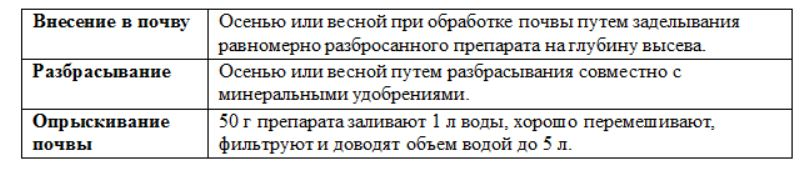 Внесение в почву Осенью или весной при обработке почвы путем заделывания
равномерно разбросанного препарата на глубину высева.
Разбрасывание Осенью или весной путем разбрасывания совместно с
минеральными удобрениями.
Опрыскивание 50 г препарата заливают 1 л воды, хорошо перемешивают,
почвы фильтруют и доводят объем водой до 5 л.